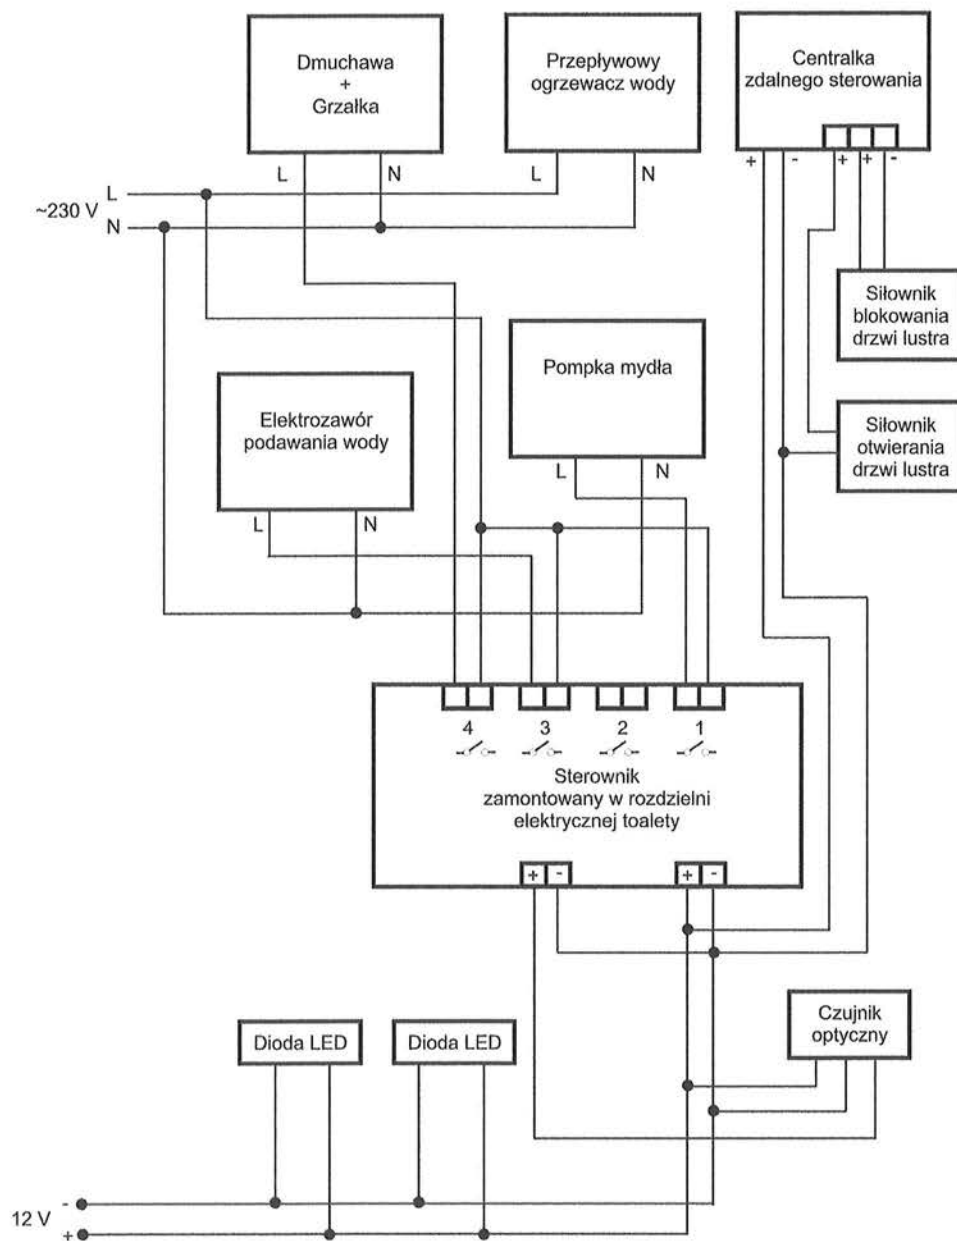 Dmuchawa
+
Grzałka
L
N
Przepływowy
ogrzewacz wody
L
N
Centralka
zdalnego sterowania
+
-
+
+
-
~230 V
L
N
Siłownik
blokowania
drzwi lustra
Siłownik
otwierania
drzwi lustra
Pompka mydła
L
N
Elektrozawór
podawania wody
L
N
4
3
2
1
Sterownik
zamontowany w rozdzielni
elektrycznej toalety
+
-
+
-
Czujnik
optyczny
Dioda LED
Dioda LED
12 V
-
+